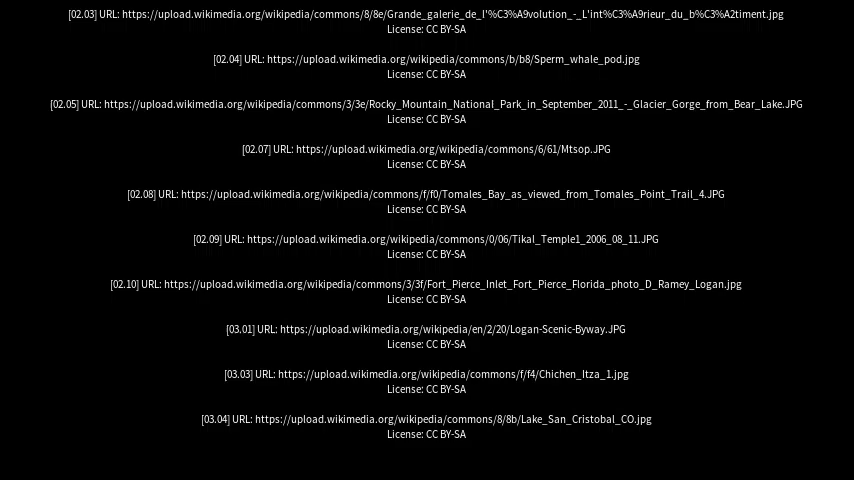 [02.03] URL: https://upload.wikimedia.org/wikipedia/commons/8/8e/Grande_galerie_de_l'%C3%A9volution_-_L'int%C3%A9rieur_du_b%C3%A2timent.jpg
License: CC BY-SA
[02.04] URL: https://upload.wikimedia.org/wikipedia/commons/b/b8/Sperm_whale_pod.jpg
License: CC BY-SA
[02.05] URL: https://upload.wikimedia.org/wikipedia/commons/3/3e/Rocky_Mountain_National_Park_in_September_2011_-_Glacier_Gorge_from_Bear_Lake.JPG
License: CC BY-SA
[02.07] URL: https://upload.wikimedia.org/wikipedia/commons/6/61/Mtsop.JPG
License: CC BY-SA
[02.08] URL: https://upload.wikimedia.org/wikipedia/commons/f/f0/Tomales_Bay_as_viewed_from_Tomales_Point_Trail_4.JPG
License: CC BY-SA
[02.09] URL: https://upload.wikimedia.org/wikipedia/commons/0/06/Tikal_Temple1_2006_08_11.JPG
License: CC BY-SA
[02.10] URL: https://upload.wikimedia.org/wikipedia/commons/3/3f/Fort_Pierce_Inlet_Fort_Pierce_Florida_photo_D_Ramey_Logan.jpg
License: CC BY-SA
[03.01] URL: https://upload.wikimedia.org/wikipedia/en/2/20/Logan-Scenic-Byway.JPG
License: CC BY-SA
[03.03] URL: https://upload.wikimedia.org/wikipedia/commons/f/f4/Chichen_Itza_1.jpg
License: CC BY-SA
[03.04] URL: https://upload.wikimedia.org/wikipedia/commons/8/8b/Lake_San_Cristobal_CO.jpg
License: CC BY-SA